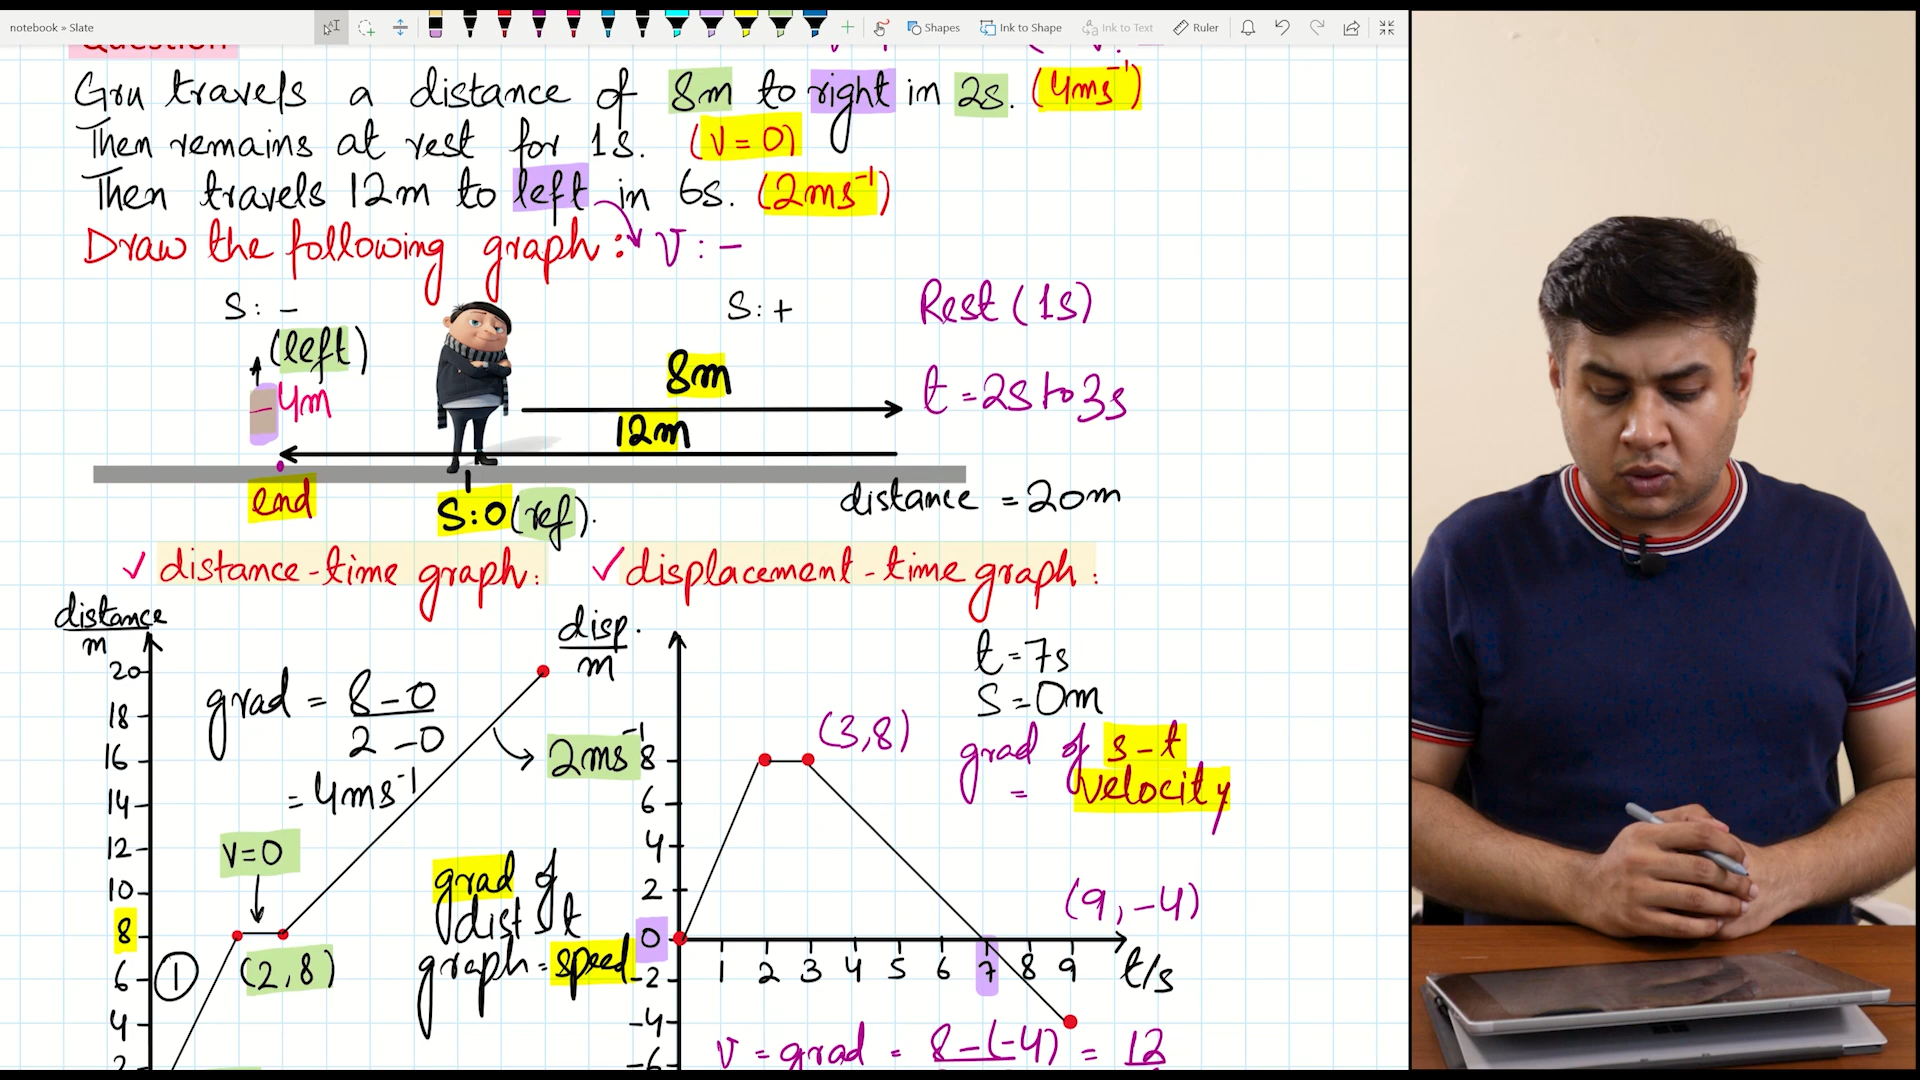 notebook » Slate
Shapes
Ink to Shape
Ink to Text
Ruler
Question
Gru travels a distance of 8m to right in 2s. (4ms⁻¹)
Then remains at rest for 1s. (V=0)
Then travels 12m to left in 6s. (2ms⁻¹)
Draw the following graph: V: -
S: -
(left)
-4m
S: +
8m
12m
Rest (1s)
t = 2s to 3s
end
S:0 (ref).
distance = 20m
✓ distance-time graph:
✓ displacement-time graph:
distance
m
20
18
16
14
12
10
8
6
4
2
grad = 8-0
2-0
= 4ms⁻¹
2ms⁻¹
V=0
(2,8)
1
grad of
dist st
graph = speed
disp.
m
8
6
4
2
0
-2
-4
-6
1 2 3 4 5 6 7 8 9 t/s
(3,8)
t = 7s
S = 0m
grad of s-t
= velocity
(9,-4)
V = grad = 8-(-4) = 12